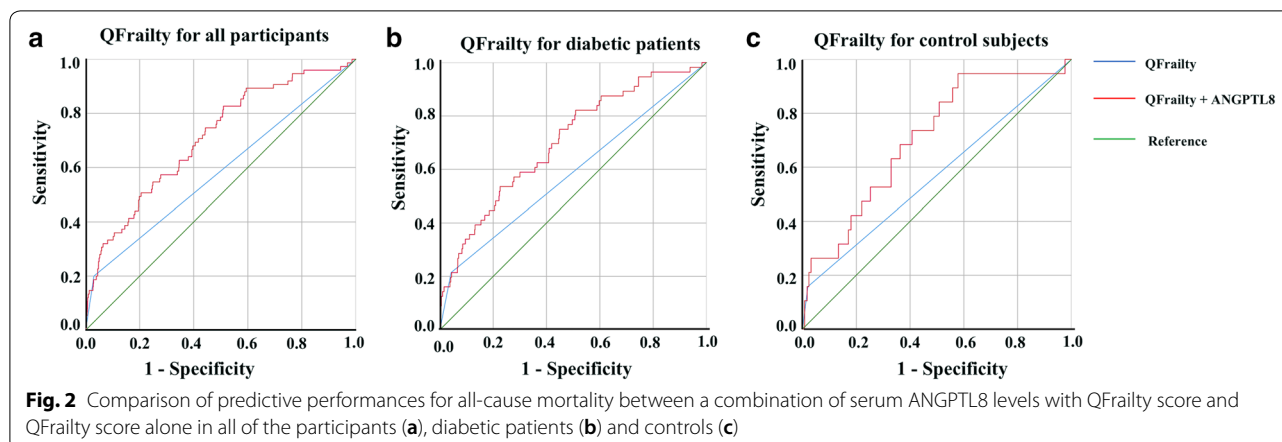 a QFrailty for all participants
1.0
0.8
0.6
0.4
0.2
0.0
Sensitivity
0.0 0.2 0.4 0.6 0.8 1.0
1 - Specificity
b QFrailty for diabetic patients
1.0
0.8
0.6
0.4
0.2
0.0
Sensitivity
0.0 0.2 0.4 0.6 0.8 1.0
1 - Specificity
c QFrailty for control subjects
1.0
0.8
0.6
0.4
0.2
0.0
Sensitivity
0.0 0.2 0.4 0.6 0.8 1.0
1 - Specificity
QFrailty
QFrailty + ANGPTL8
Reference
Fig. 2 Comparison of predictive performances for all-cause mortality between a combination of serum ANGPTL8 levels with QFrailty score and
QFrailty score alone in all of the participants (a), diabetic patients (b) and controls (c)